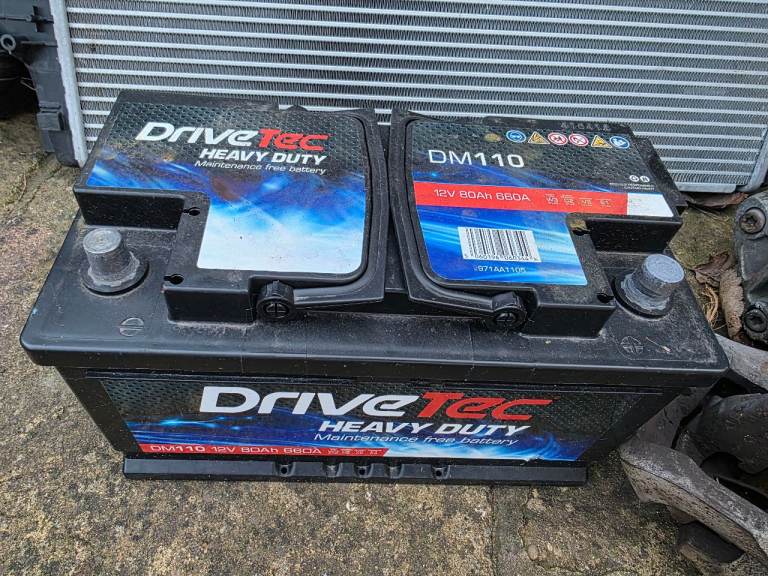 DRIVETEC
HEAVY DUTY
Maintenance free battery
DM110
12V 80Ah 660A
971AA1105
DRIVETEC
HEAVY DUTY
Maintenance free battery
DM110 12V 80Ah 660A